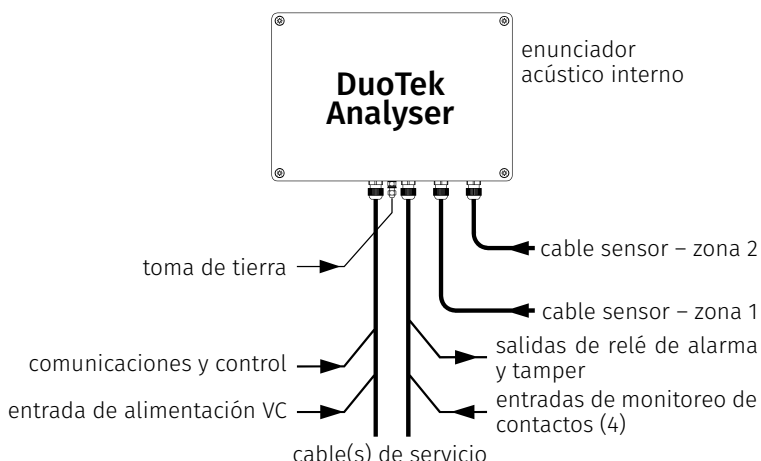 DuoTek
Analyser
enunciador
acústico interno
cable sensor – zona 2
toma de tierra
cable sensor – zona 1
salidas de relé de alarma
y tamper
comunicaciones y control
entrada de alimentación VC
entradas de monitoreo de
contactos (4)
cable(s) de servicio